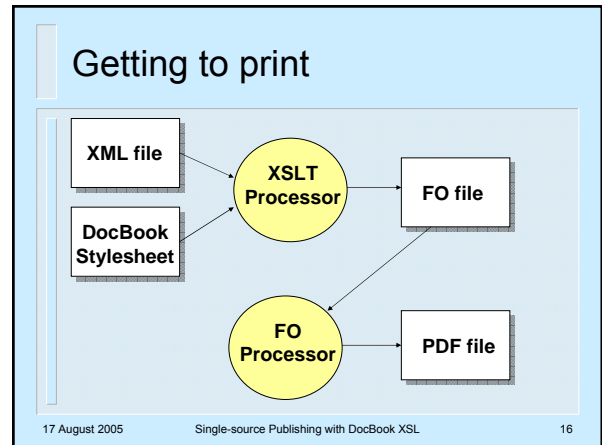 Getting to print
XML file
XSLT
Processor
FO file
DocBook
Stylesheet
FO
Processor
PDF file
17 August 2005
Single-source Publishing with DocBook XSL
16